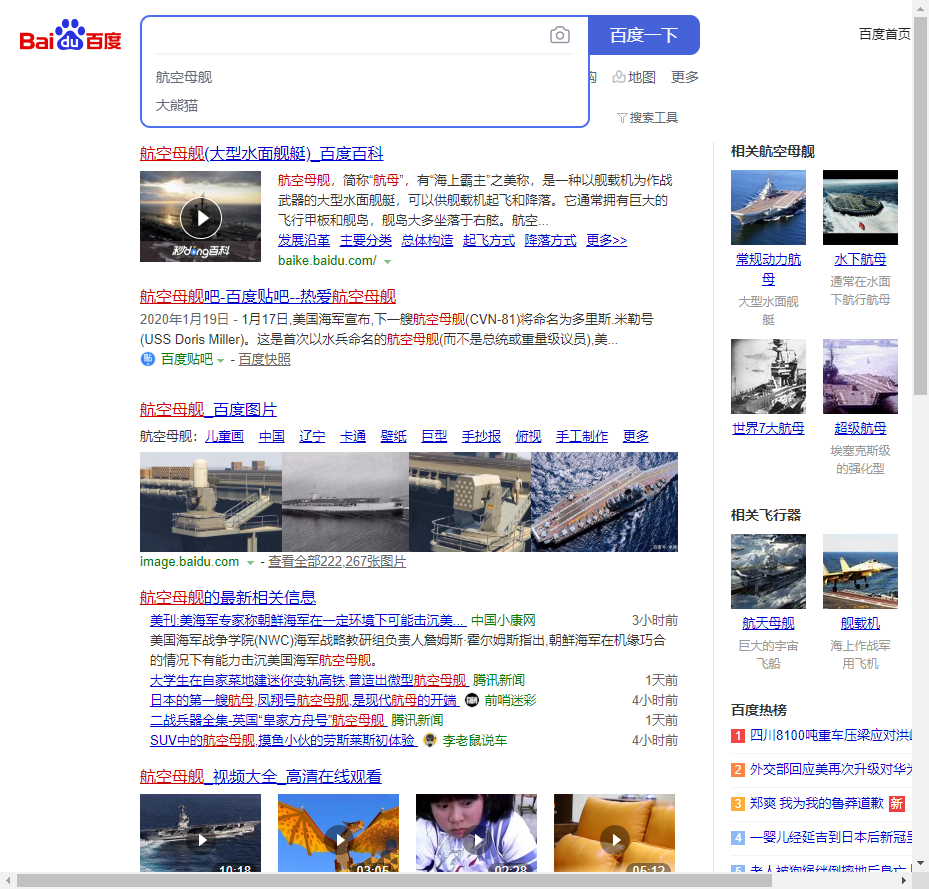 Bai du 百度
百度一下
百度首页
航空母舰
购
地图
更多
大熊猫
搜索工具
航空母舰(大型水面舰艇)_百度百科
秒dǒng百科
航空母舰，简称“航母”，有“海上霸主”之美称，是一种以舰载机为作战
武器的大型水面舰艇，可以供舰载机起飞和降落。它通常拥有巨大的
飞行甲板和舰岛，舰岛大多坐落于右舷。航空...
发展沿革 主要分类 总体构造 起飞方式 降落方式 更多>>
baike.baidu.com/
航空母舰吧-百度贴吧--热爱航空母舰
2020年1月19日 - 1月17日,美国海军宣布,下一艘航空母舰(CVN-81)将命名为多里斯.米勒号
(USS Doris Miller)。这是首次以水兵命名的航空母舰(而不是总统或重量级议员),美...
贴 百度贴吧 - 百度快照
航空母舰_百度图片
航空母舰: 儿童画 中国 辽宁 卡通 壁纸 巨型 手抄报 俯视 手工制作 更多
image.baidu.com - 查看全部222,267张图片
航空母舰的最新相关信息
美刊:美海军专家称朝鲜海军在一定环境下可能击沉美... 中国小康网 3小时前
美国海军战争学院(NWC)海军战略教研组负责人詹姆斯·霍尔姆斯指出,朝鲜海军在机缘巧合
的情况下有能力击沉美国海军航空母舰。
大学生在自家菜地建迷你变轨高铁,曾造出微型航空母舰 腾讯新闻 1天前
日本的第一艘航母,凤翔号航空母舰,是现代航母的开端 前哨迷彩 4小时前
二战兵器全集-英国“皇家方舟号”航空母舰 腾讯新闻 1天前
SUV中的航空母舰,摸鱼小伙的劳斯莱斯初体验 李老鼠说车 4小时前
航空母舰_视频大全_高清在线观看
10:18
03:05
02:28
05:12
相关航空母舰
常规动力航
母
大型水面舰
艇
水下航母
通常在水面
下航行航母
世界7大航母
超级航母
埃塞克斯级
的强化型
相关飞行器
航天母舰
巨大的宇宙
飞船
舰载机
海上作战军
用飞机
百度热榜
1 四川8100吨重车压梁应对洪
2 外交部回应美再次升级对华
3 郑爽 我为我的鲁莽道歉 新
4 一婴儿经延吉到日本后新冠
5 老人被狗绳绊倒摔地后身亡